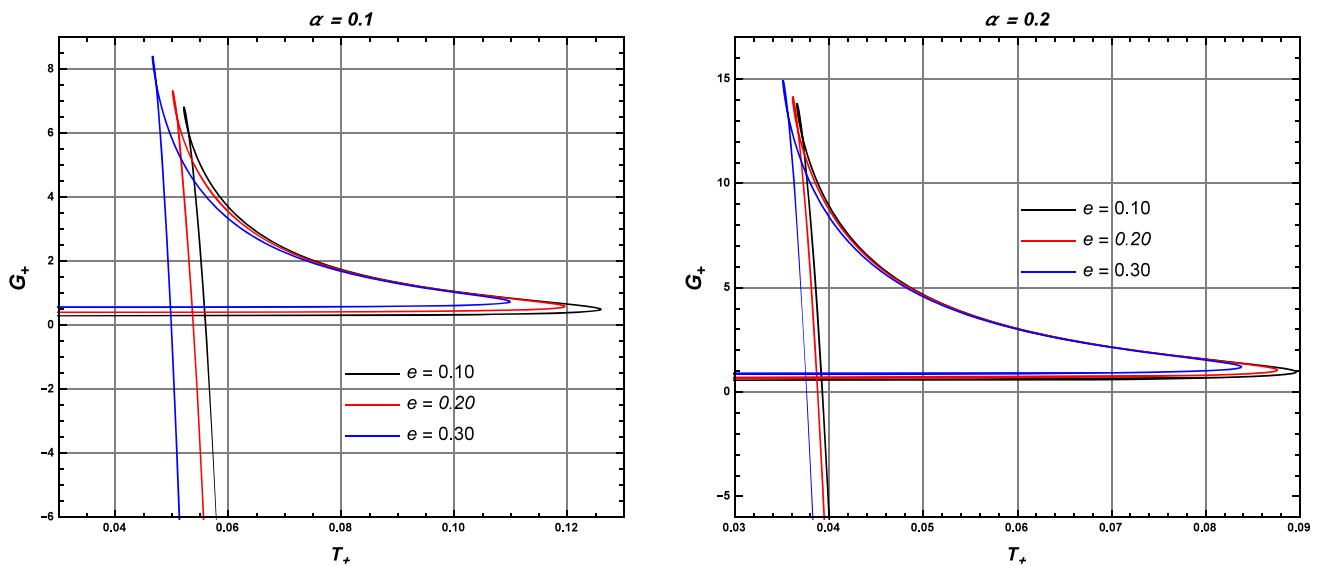 α = 0.1
8
6
4
2
0
−2
−4
−6
G₊
0.04
0.06
0.08
0.10
0.12
T₊
e = 0.10
e = 0.20
e = 0.30
α = 0.2
15
10
5
0
−5
G₊
0.03
0.04
0.05
0.06
0.07
0.08
0.09
T₊
e = 0.10
e = 0.20
e = 0.30